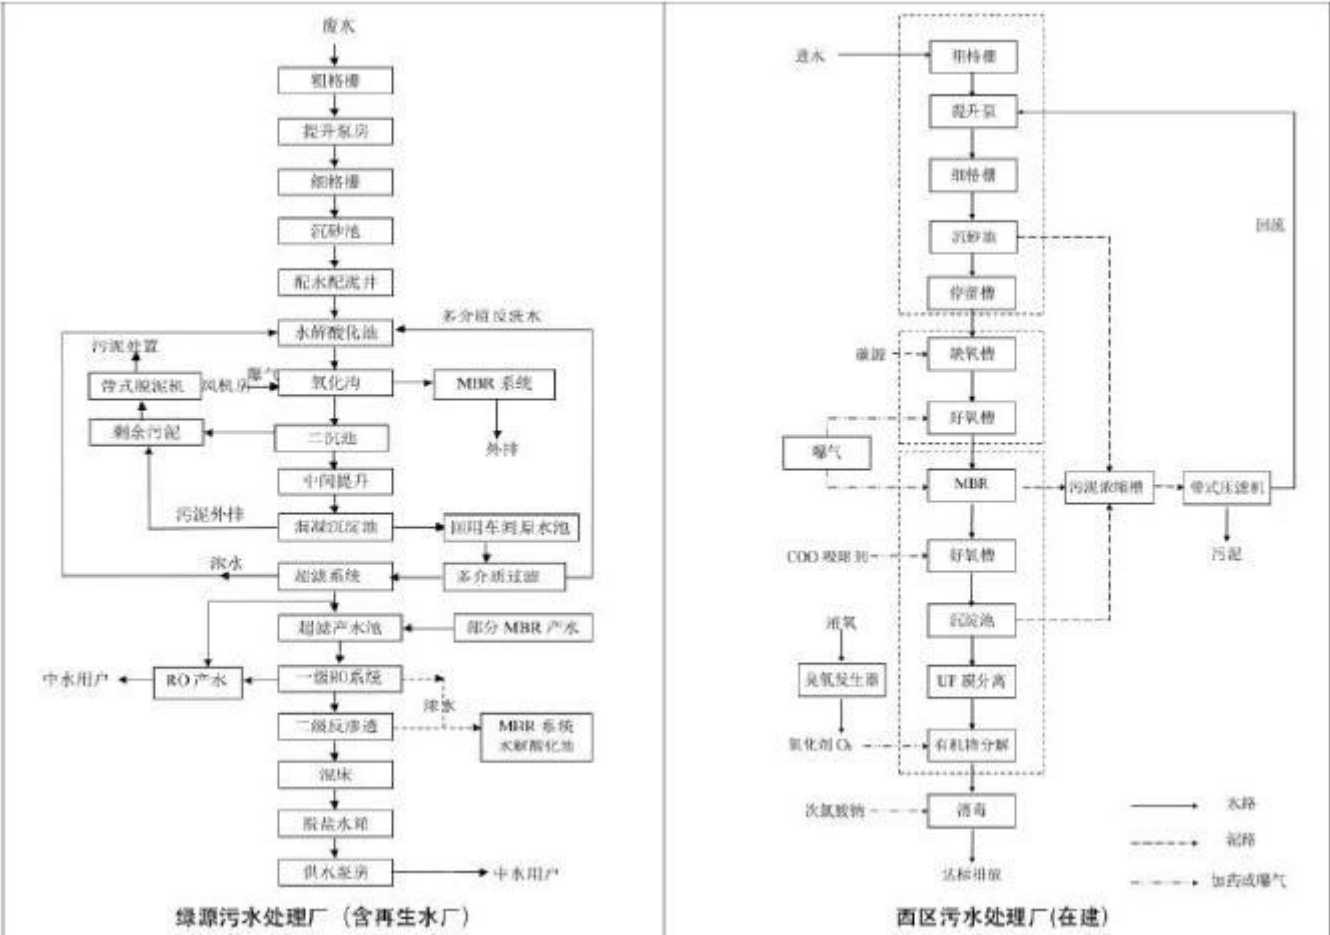 废水
粗格栅
提升泵房
细格栅
沉砂池
配水配泥井
水解酸化池
多介质反洗水
污泥处置
带式脱泥机
风机房
曝气
氧化沟
MBR 系统
剩余污泥
二沉池
外排
中间提升
污泥外排
混凝沉淀池
回用车间原水池
浓水
超滤系统
多介质过滤
超滤产水池
部分 MBR 产水
中水用户
RO 产水
一级RO系统
浓水
二级反渗透
MBR 系统
水解酸化池
混床
脱盐水箱
供水泵房
中水用户
绿源污水处理厂（含再生水厂）
进水
粗格栅
提升泵
细格栅
回流
沉砂池
停留槽
碳源
缺氧槽
好氧槽
曝气
MBR
污泥浓缩槽
带式压滤机
COD 吸附剂
好氧槽
污泥
沉淀池
液氧
臭氧发生器
UF 膜分离
氧化剂 O₃
有机物分解
次氯酸钠
消毒
水路
泥路
达标排放
加药或曝气
西区污水处理厂(在建)